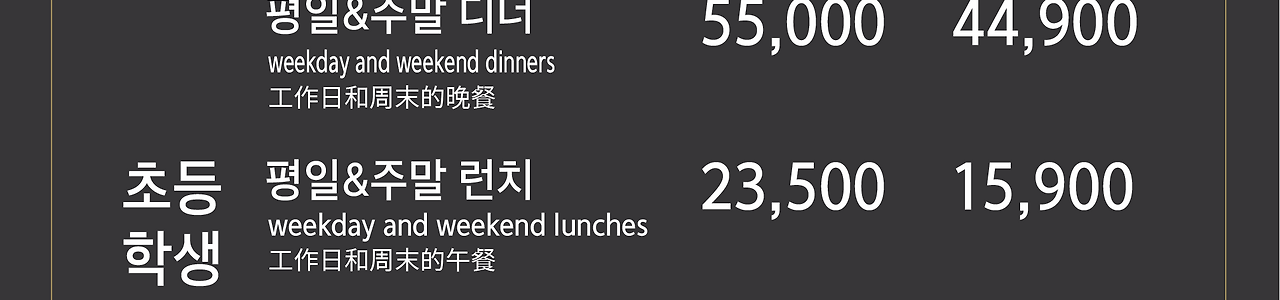 평일&주말 디너 55,000 44,900
weekday and weekend dinners
工作日和周末的晚餐
초등 평일&주말 런치 23,500 15,900
weekday and weekend lunches
학생
工作日和周末的午餐